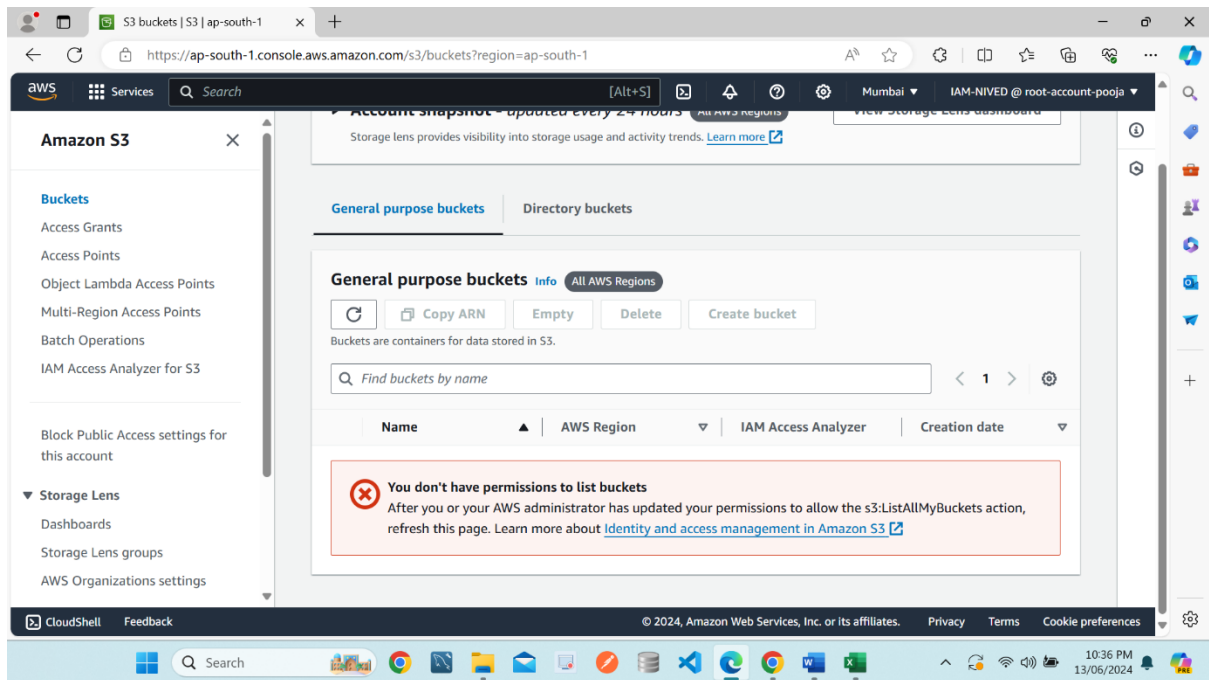 S3 buckets | S3 | ap-south-1
https://ap-south-1.console.aws.amazon.com/s3/buckets?region=ap-south-1
aws
Services
Search
[Alt+S]
Mumbai
IAM-NIVED @ root-account-pooja
Amazon S3
Buckets
Access Grants
Access Points
Object Lambda Access Points
Multi-Region Access Points
Batch Operations
IAM Access Analyzer for S3
Block Public Access settings for
this account
Storage Lens
Dashboards
Storage Lens groups
AWS Organizations settings
Account snapshot - updated every 24 hours All AWS Regions
View Storage Lens dashboard
Storage lens provides visibility into storage usage and activity trends. Learn more
General purpose buckets
Directory buckets
General purpose buckets Info All AWS Regions
Copy ARN
Empty
Delete
Create bucket
Buckets are containers for data stored in S3.
Find buckets by name
1
Name
AWS Region
IAM Access Analyzer
Creation date
You don't have permissions to list buckets
After you or your AWS administrator has updated your permissions to allow the s3:ListAllMyBuckets action,
refresh this page. Learn more about Identity and access management in Amazon S3
CloudShell
Feedback
© 2024, Amazon Web Services, Inc. or its affiliates.
Privacy
Terms
Cookie preferences
Search
10:36 PM
13/06/2024
PRE